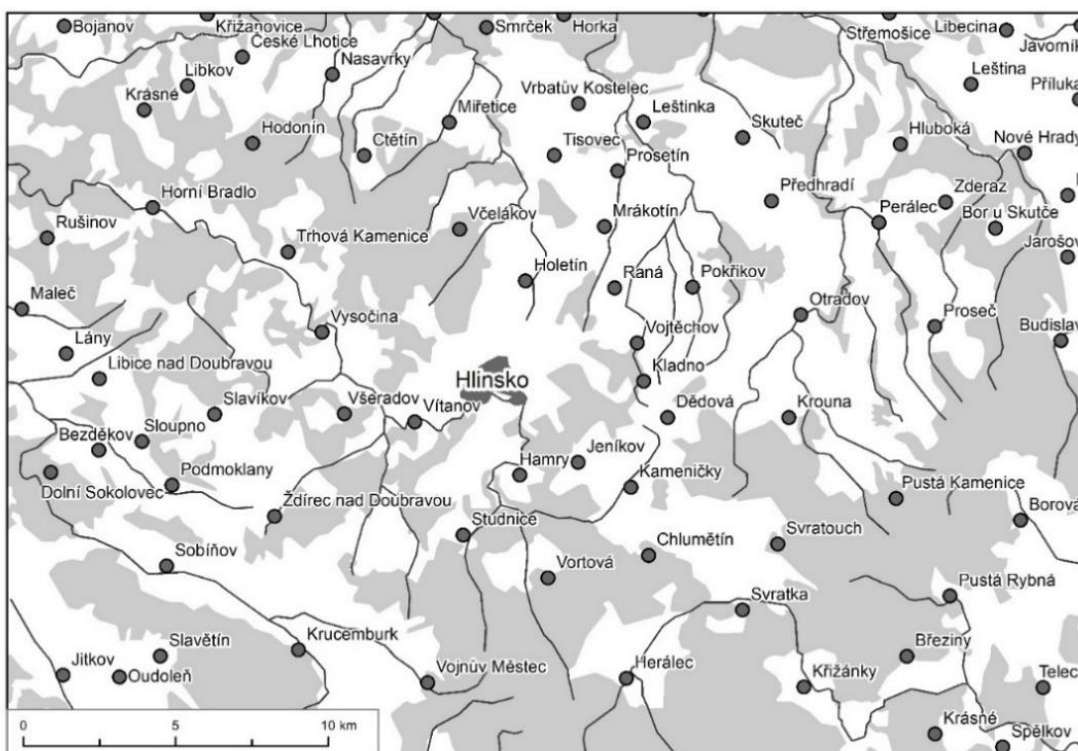 Bojanov
Křižanovice
Smrček
Horka
Libecina
Střemošice
Javorník
České Lhotice
Nasavrky
Leština
Libkov
Krásné
Vrbatův Kostelec
Příluka
Miřetice
Leštinka
Skuteč
Hodonín
Ctětín
Tisovec
Hluboká
Nové Hrady
Prosetín
Předhradí
Zderaz
Horní Bradlo
Včelákov
Mrákotín
Perálec
Bor u Skutče
Rušinov
Trhová Kamenice
Jarošov
Holetín
Raná
Pokřikov
Maleč
Otradov
Vysočina
Vojtěchov
Proseč
Budislav
Lány
Libice nad Doubravou
Kladno
Hlinsko
Slavíkov
Všeradov
Vítanov
Dědová
Krouna
Bezděkov
Sloupno
Jeníkov
Hamry
Kameničky
Podmoklany
Dolní Sokolovec
Ždírec nad Doubravou
Pustá Kamenice
Borová
Studnice
Svratouch
Chlumětín
Sobíňov
Vortová
Pustá Rybná
Svratka
Krucemburk
Slavětín
Březiny
Jitkov
Oudoleň
Vojnův Městec
Herálec
Křižánky
Telec
Krásné
Spělkov
0 5 10 km